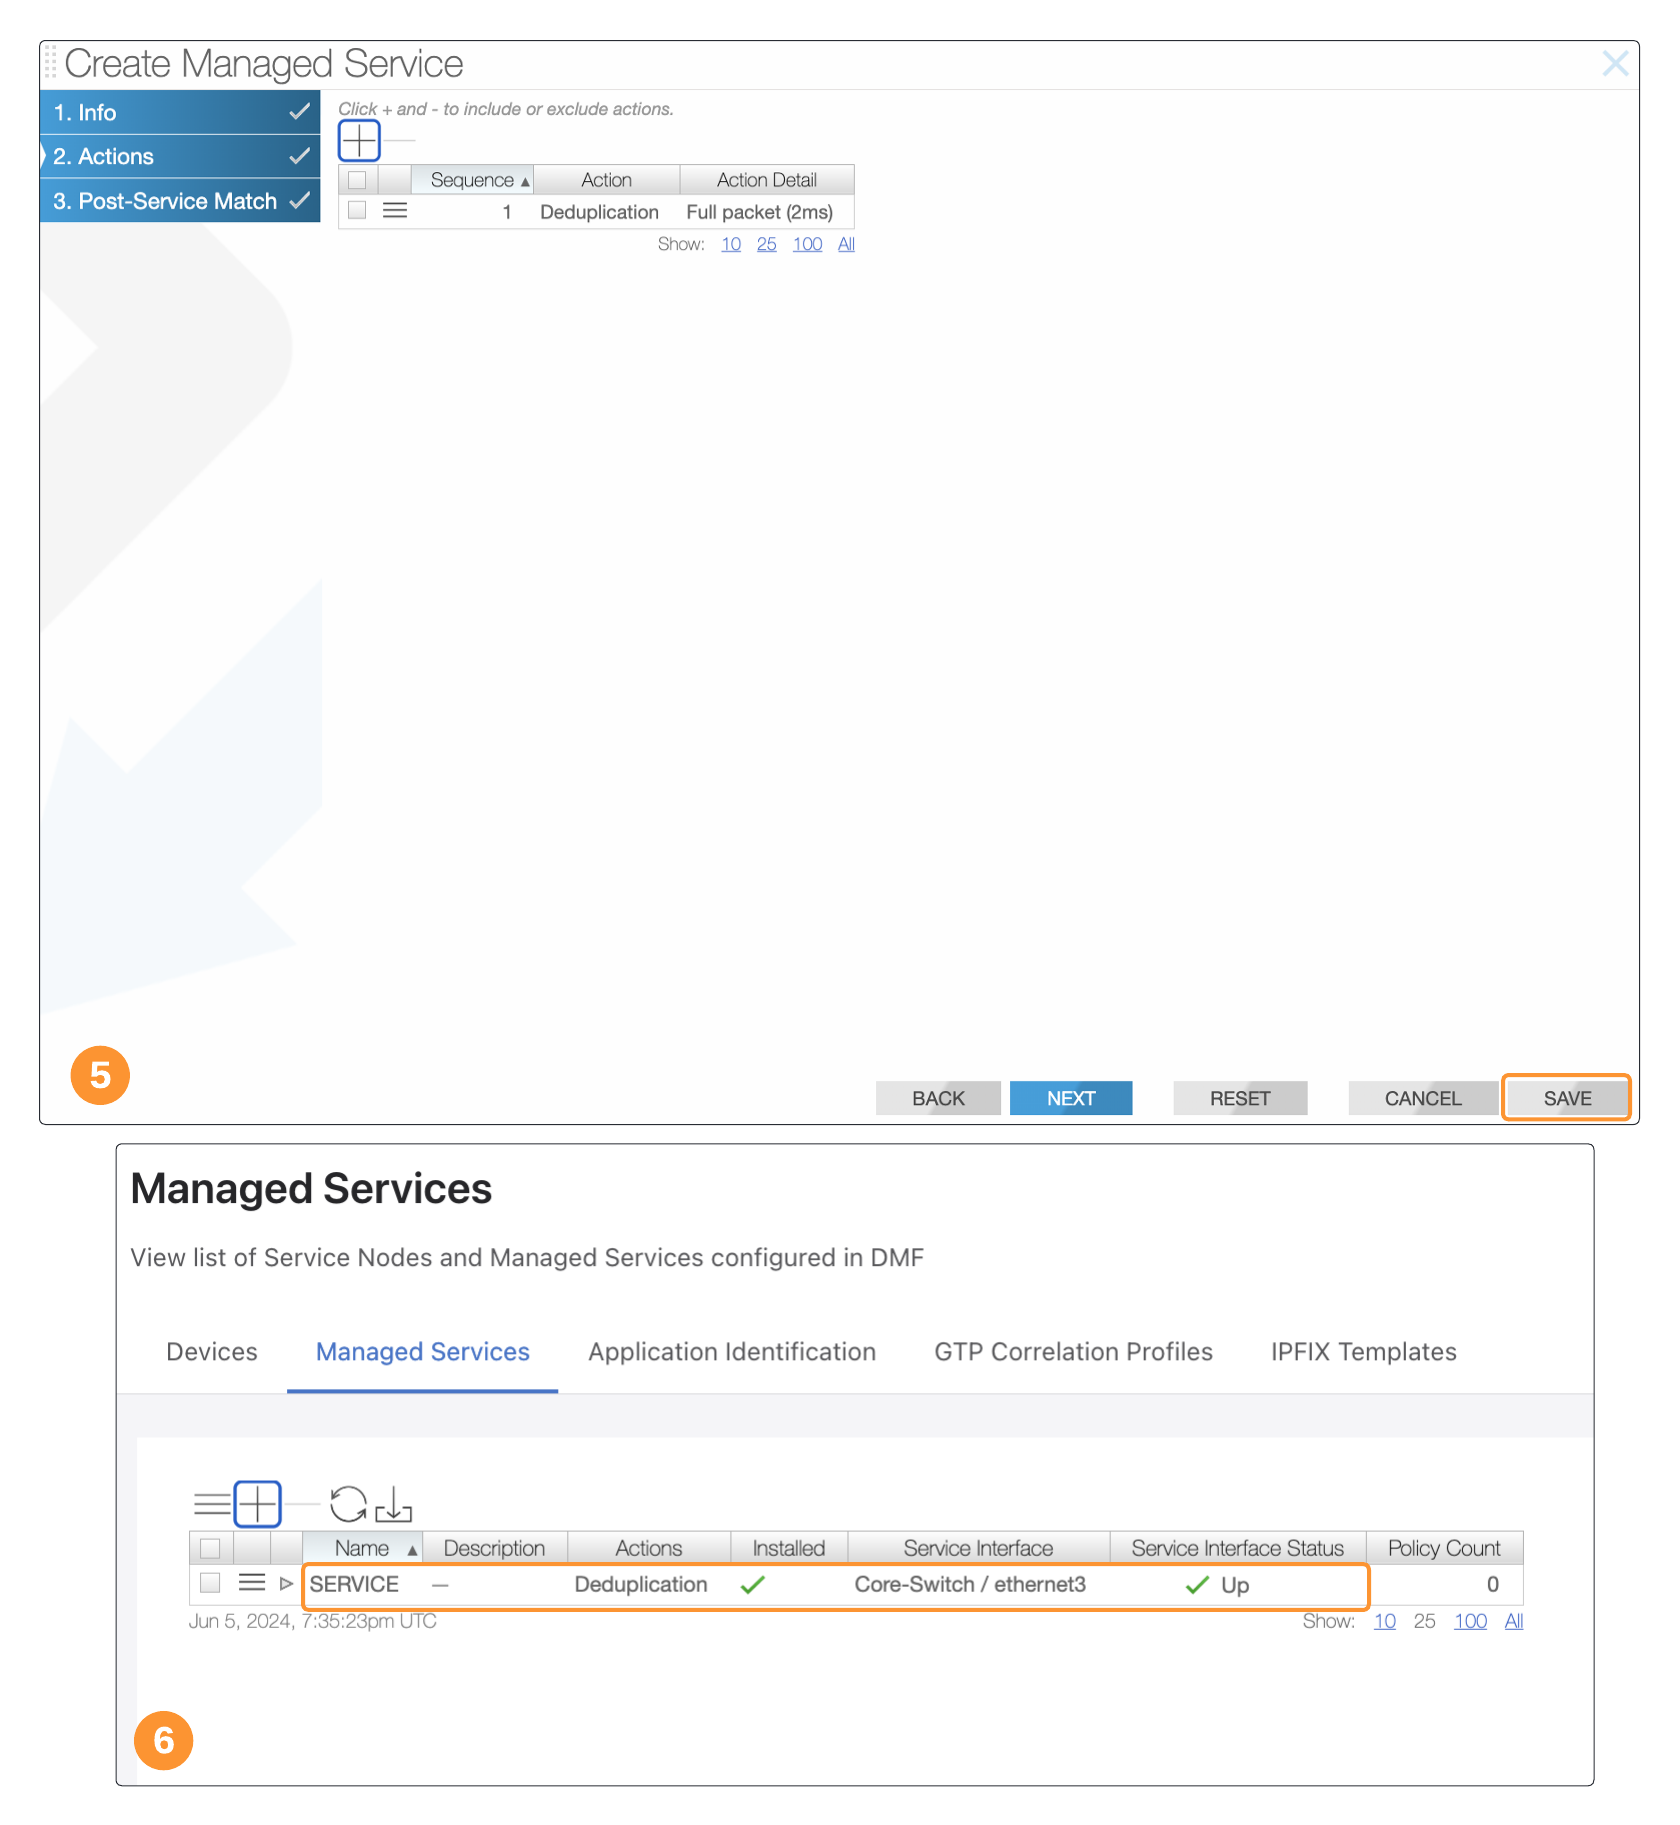 Create Managed Service
1. Info
2. Actions
3. Post-Service Match
Click + and - to include or exclude actions.
Sequence ▲ Action Action Detail
1 Deduplication Full packet (2ms)
Show: 10 25 100 All
5
BACK NEXT RESET CANCEL SAVE
Managed Services
View list of Service Nodes and Managed Services configured in DMF
Devices Managed Services Application Identification GTP Correlation Profiles IPFIX Templates
Name ▲ Description Actions Installed Service Interface Service Interface Status Policy Count
SERVICE — Deduplication ✓ Core-Switch / ethernet3 ✓ Up 0
Jun 5, 2024, 7:35:23pm UTC Show: 10 25 100 All
6